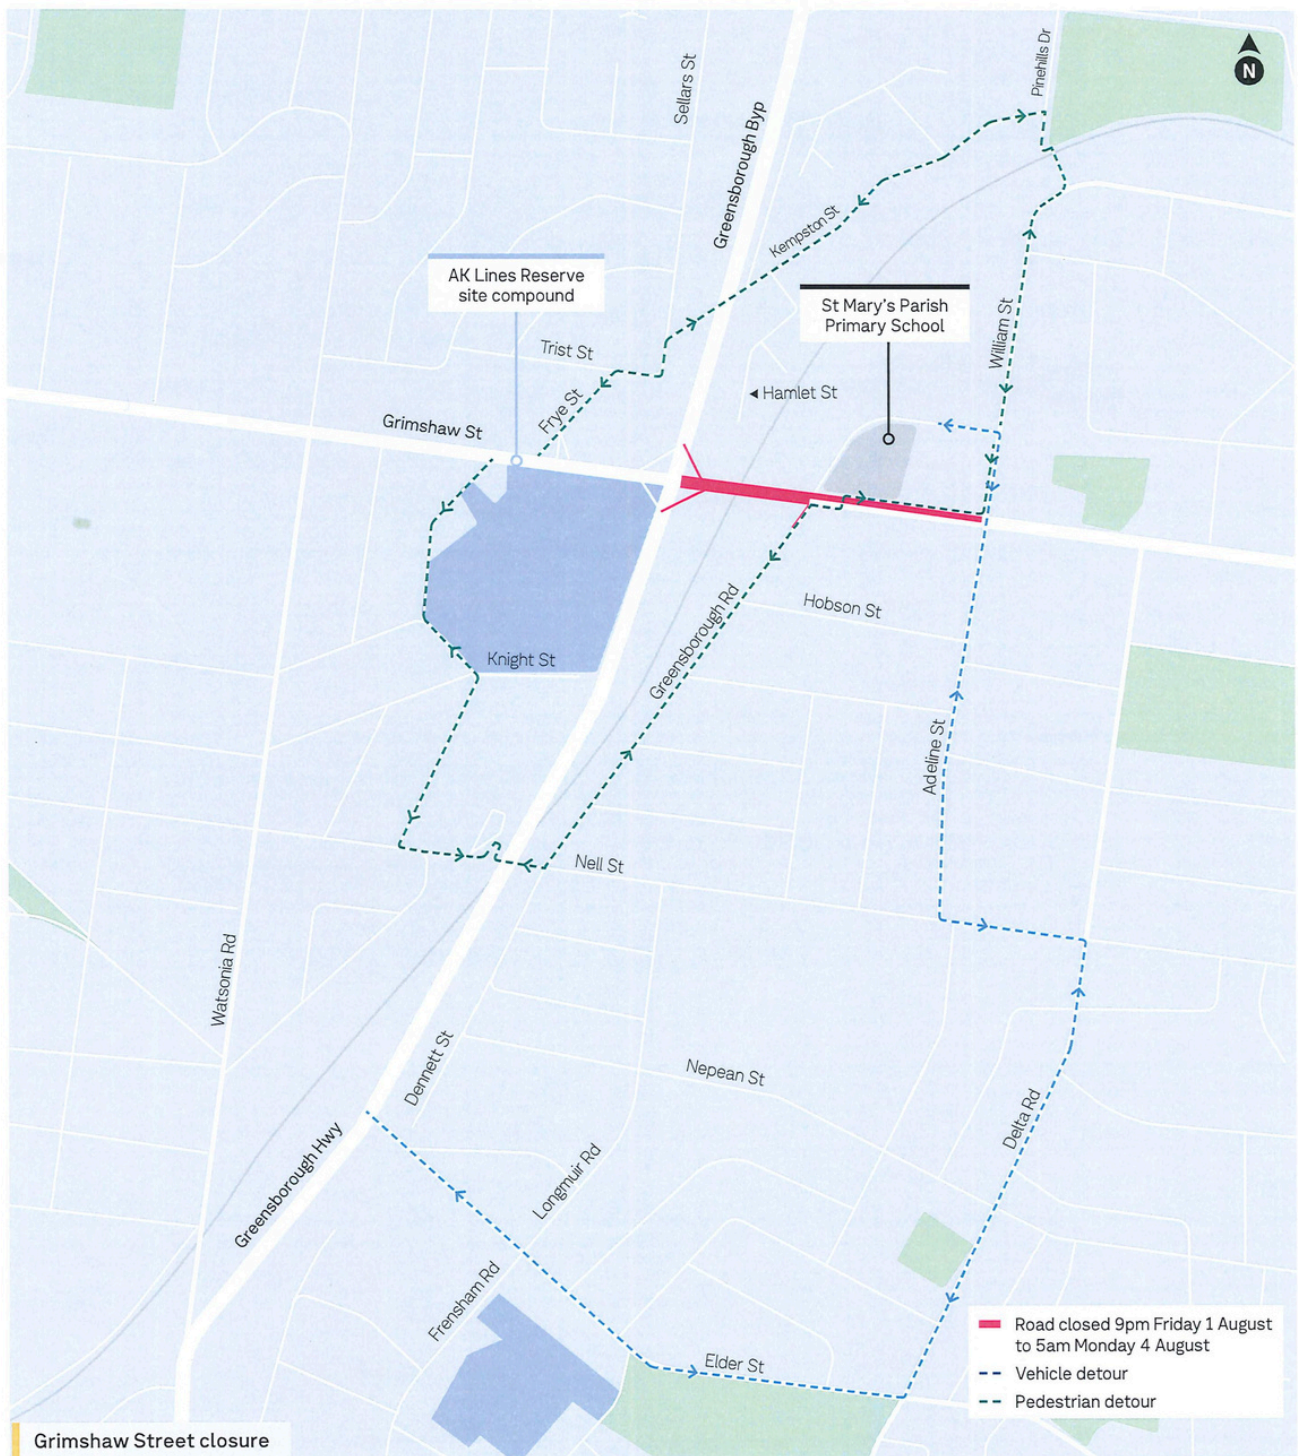 Pinehills Dr
N
Sellars St
Greensborough Byp
Kempston St
AK Lines Reserve
site compound
St Mary's Parish
Primary School
William St
Trist St
Hamlet St
Frye St
Grimshaw St
Hobson St
Greensborough Rd
Knight St
Adeline St
Nell St
Watsonia Rd
Dennett St
Nepean St
Delta Rd
Greensborough Hwy
Longmuir Rd
Frensham Rd
Elder St
Road closed 9pm Friday 1 August
to 5am Monday 4 August
Vehicle detour
Pedestrian detour
Grimshaw Street closure